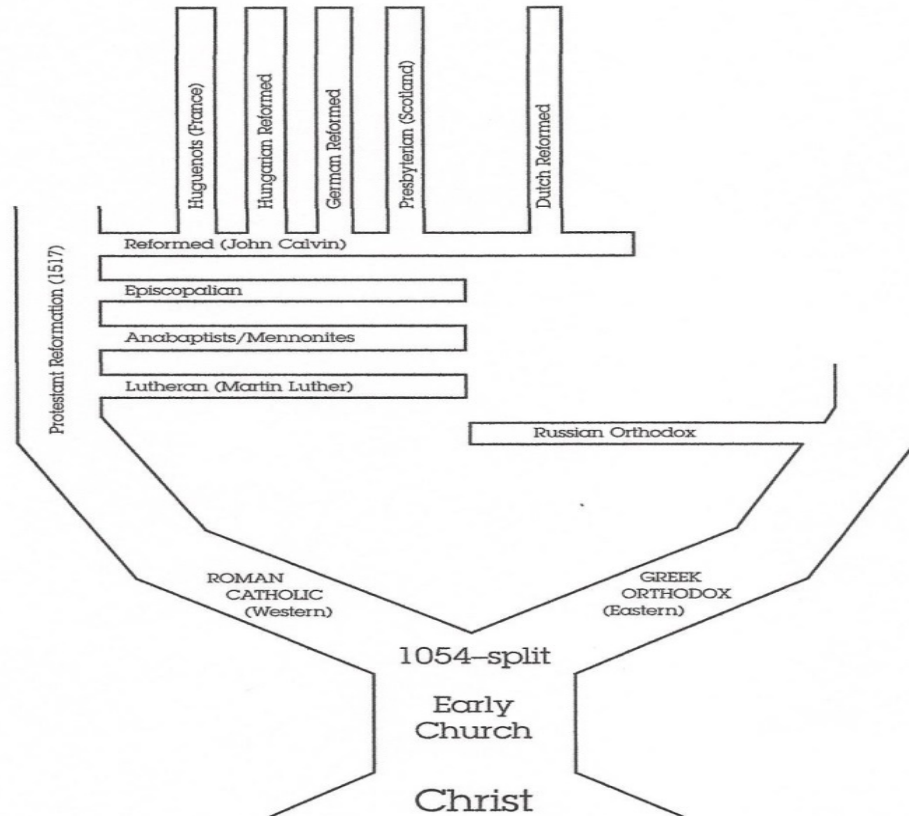 Huguenots (France)
Hungarian Reformed
German Reformed
Presbyterian (Scotland)
Dutch Reformed
Protestant Reformation (1517)
Reformed (John Calvin)
Episcopalian
Anabaptists/Mennonites
Lutheran (Martin Luther)
Russian Orthodox
ROMAN
CATHOLIC
(Western)
GREEK
ORTHODOX
(Eastern)
1054–split
Early
Church
Christ